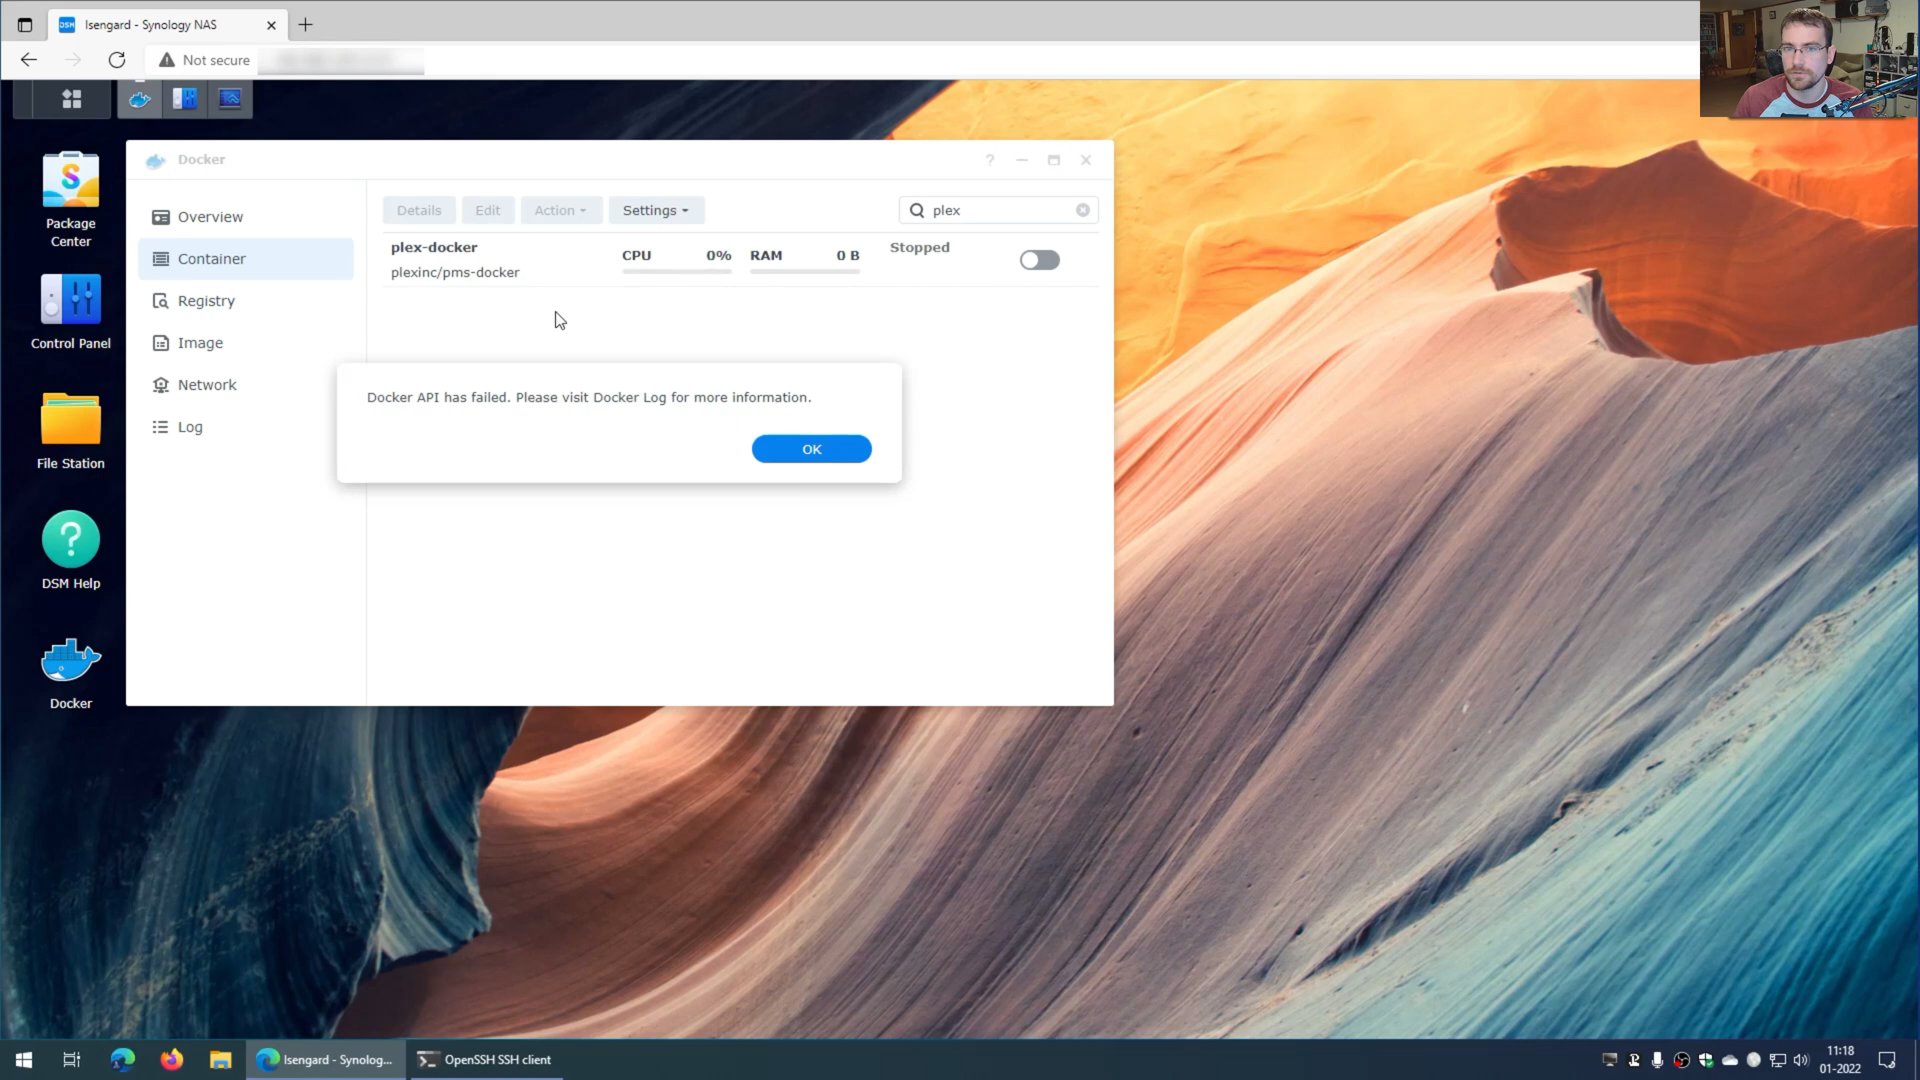 Isengard - Synology NAS
Not secure
Package
Center
Control Panel
File Station
DSM Help
Docker
Docker
Overview
Container
Registry
Image
Network
Log
Details
Edit
Action
Settings
plex
plex-docker
plexinc/pms-docker
CPU 0%
RAM 0 B
Stopped
Docker API has failed. Please visit Docker Log for more information.
OK
Isengard - Synolog...
OpenSSH SSH client
11:18
01-2022